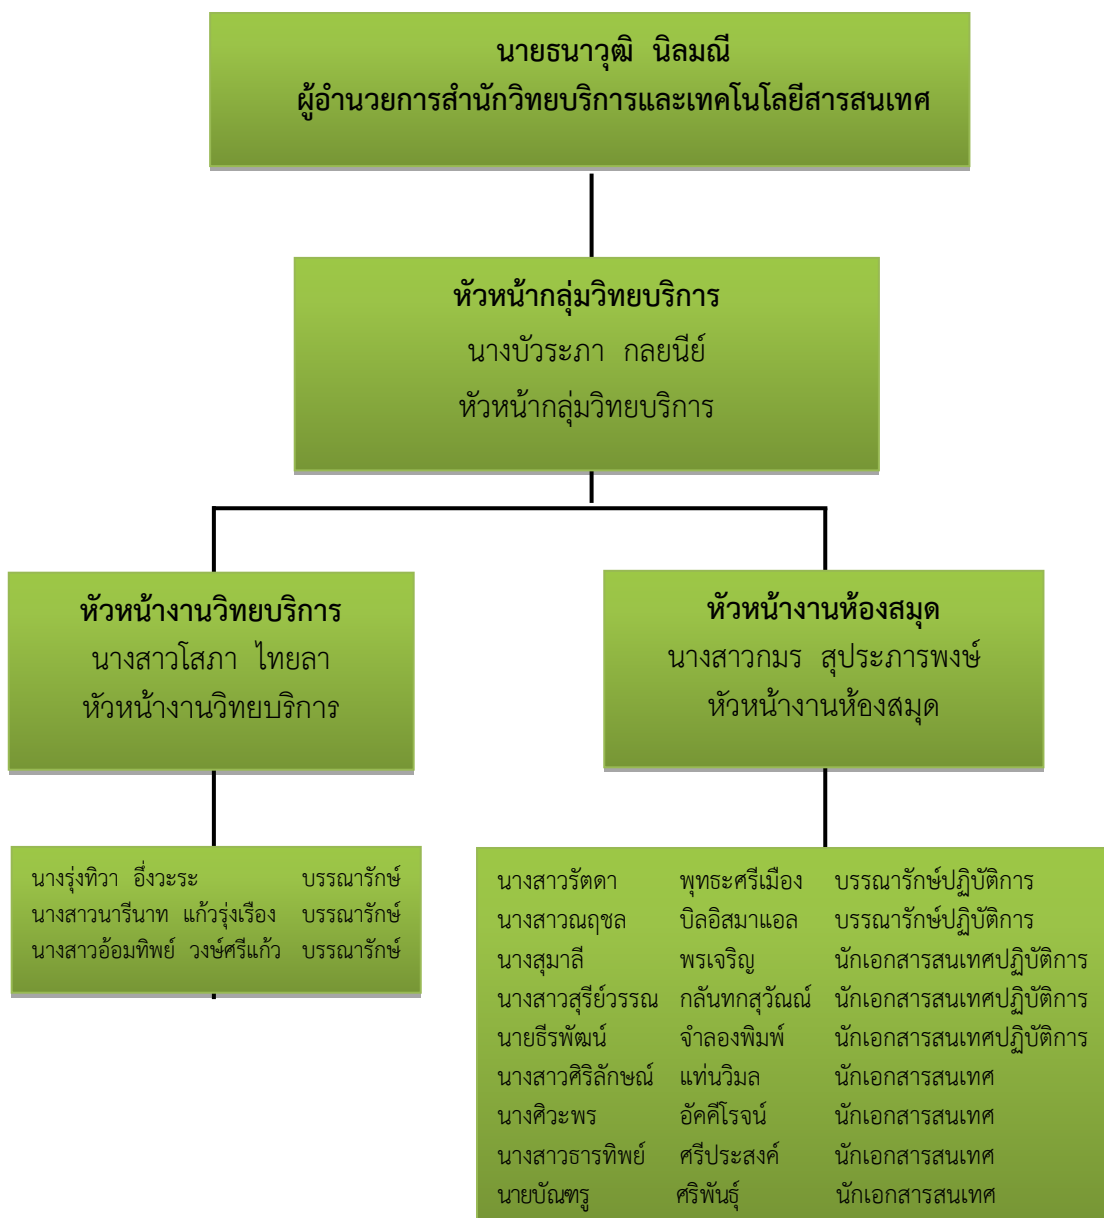 นายธนาวุฒิ นิลมณี
ผู้อำนวยการสำนักวิทยบริการและเทคโนโลยีสารสนเทศ
หัวหน้ากลุ่มวิทยบริการ
นางบัวระภา กลยนีย์
หัวหน้ากลุ่มวิทยบริการ
หัวหน้างานวิทยบริการ
นางสาวโสภา ไทยลา
หัวหน้างานวิทยบริการ
หัวหน้างานห้องสมุด
นางสาวกมร สุประภารพงษ์
หัวหน้างานห้องสมุด
นางรุ่งทิวา อึ่งวะระ บรรณารักษ์
นางสาวนารีนาท แก้วรุ่งเรือง บรรณารักษ์
นางสาวอ้อมทิพย์ วงษ์ศรีแก้ว บรรณารักษ์
นางสาวรัตดา พุทธะศรีเมือง บรรณารักษ์ปฏิบัติการ
นางสาวณฤชล บิลอิสมาแอล บรรณารักษ์ปฏิบัติการ
นางสุมาลี พรเจริญ นักเอกสารสนเทศปฏิบัติการ
นางสาวสุรีย์วรรณ กลันทกสุวัณณ์ นักเอกสารสนเทศปฏิบัติการ
นายธีรพัฒน์ จำลองพิมพ์ นักเอกสารสนเทศปฏิบัติการ
นางสาวศิริลักษณ์ แท่นวิมล นักเอกสารสนเทศ
นางศิวะพร อัคคีโรจน์ นักเอกสารสนเทศ
นางสาวธารทิพย์ ศรีประสงค์ นักเอกสารสนเทศ
นายบัณฑรู ศริพันธุ์ นักเอกสารสนเทศ